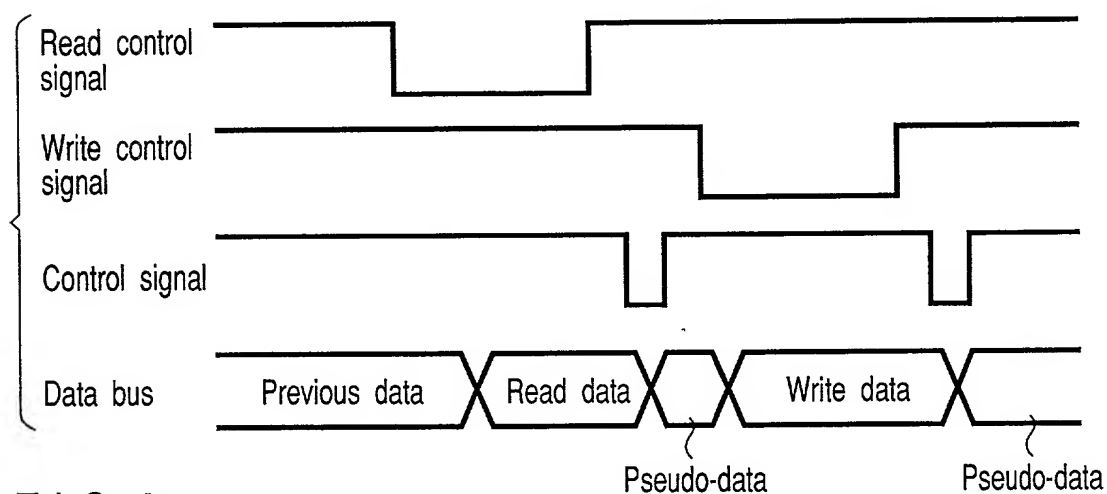 Read control
signal
Write control
signal
Control signal
Data bus
Previous data
Read data
Write data
Pseudo-data
Pseudo-data